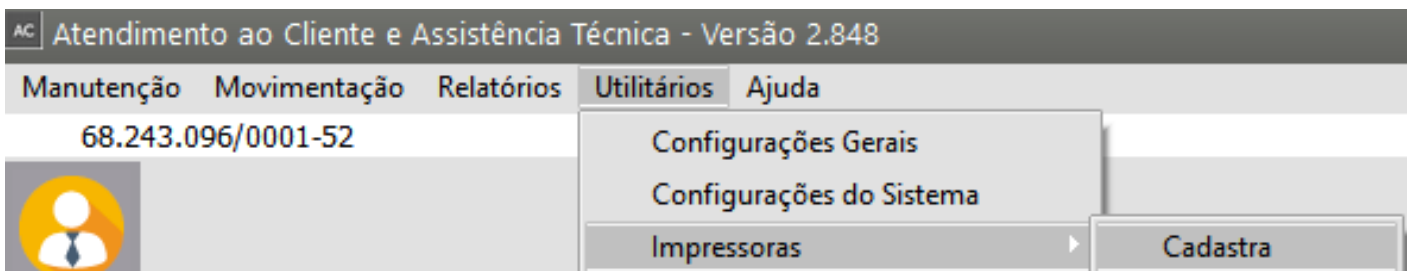 AC Atendimento ao Cliente e Assistência Técnica - Versão 2.848
Manutenção Movimentação Relatórios Utilitários Ajuda
68.243.096/0001-52
Configurações Gerais
Configurações do Sistema
Impressoras
Cadastra